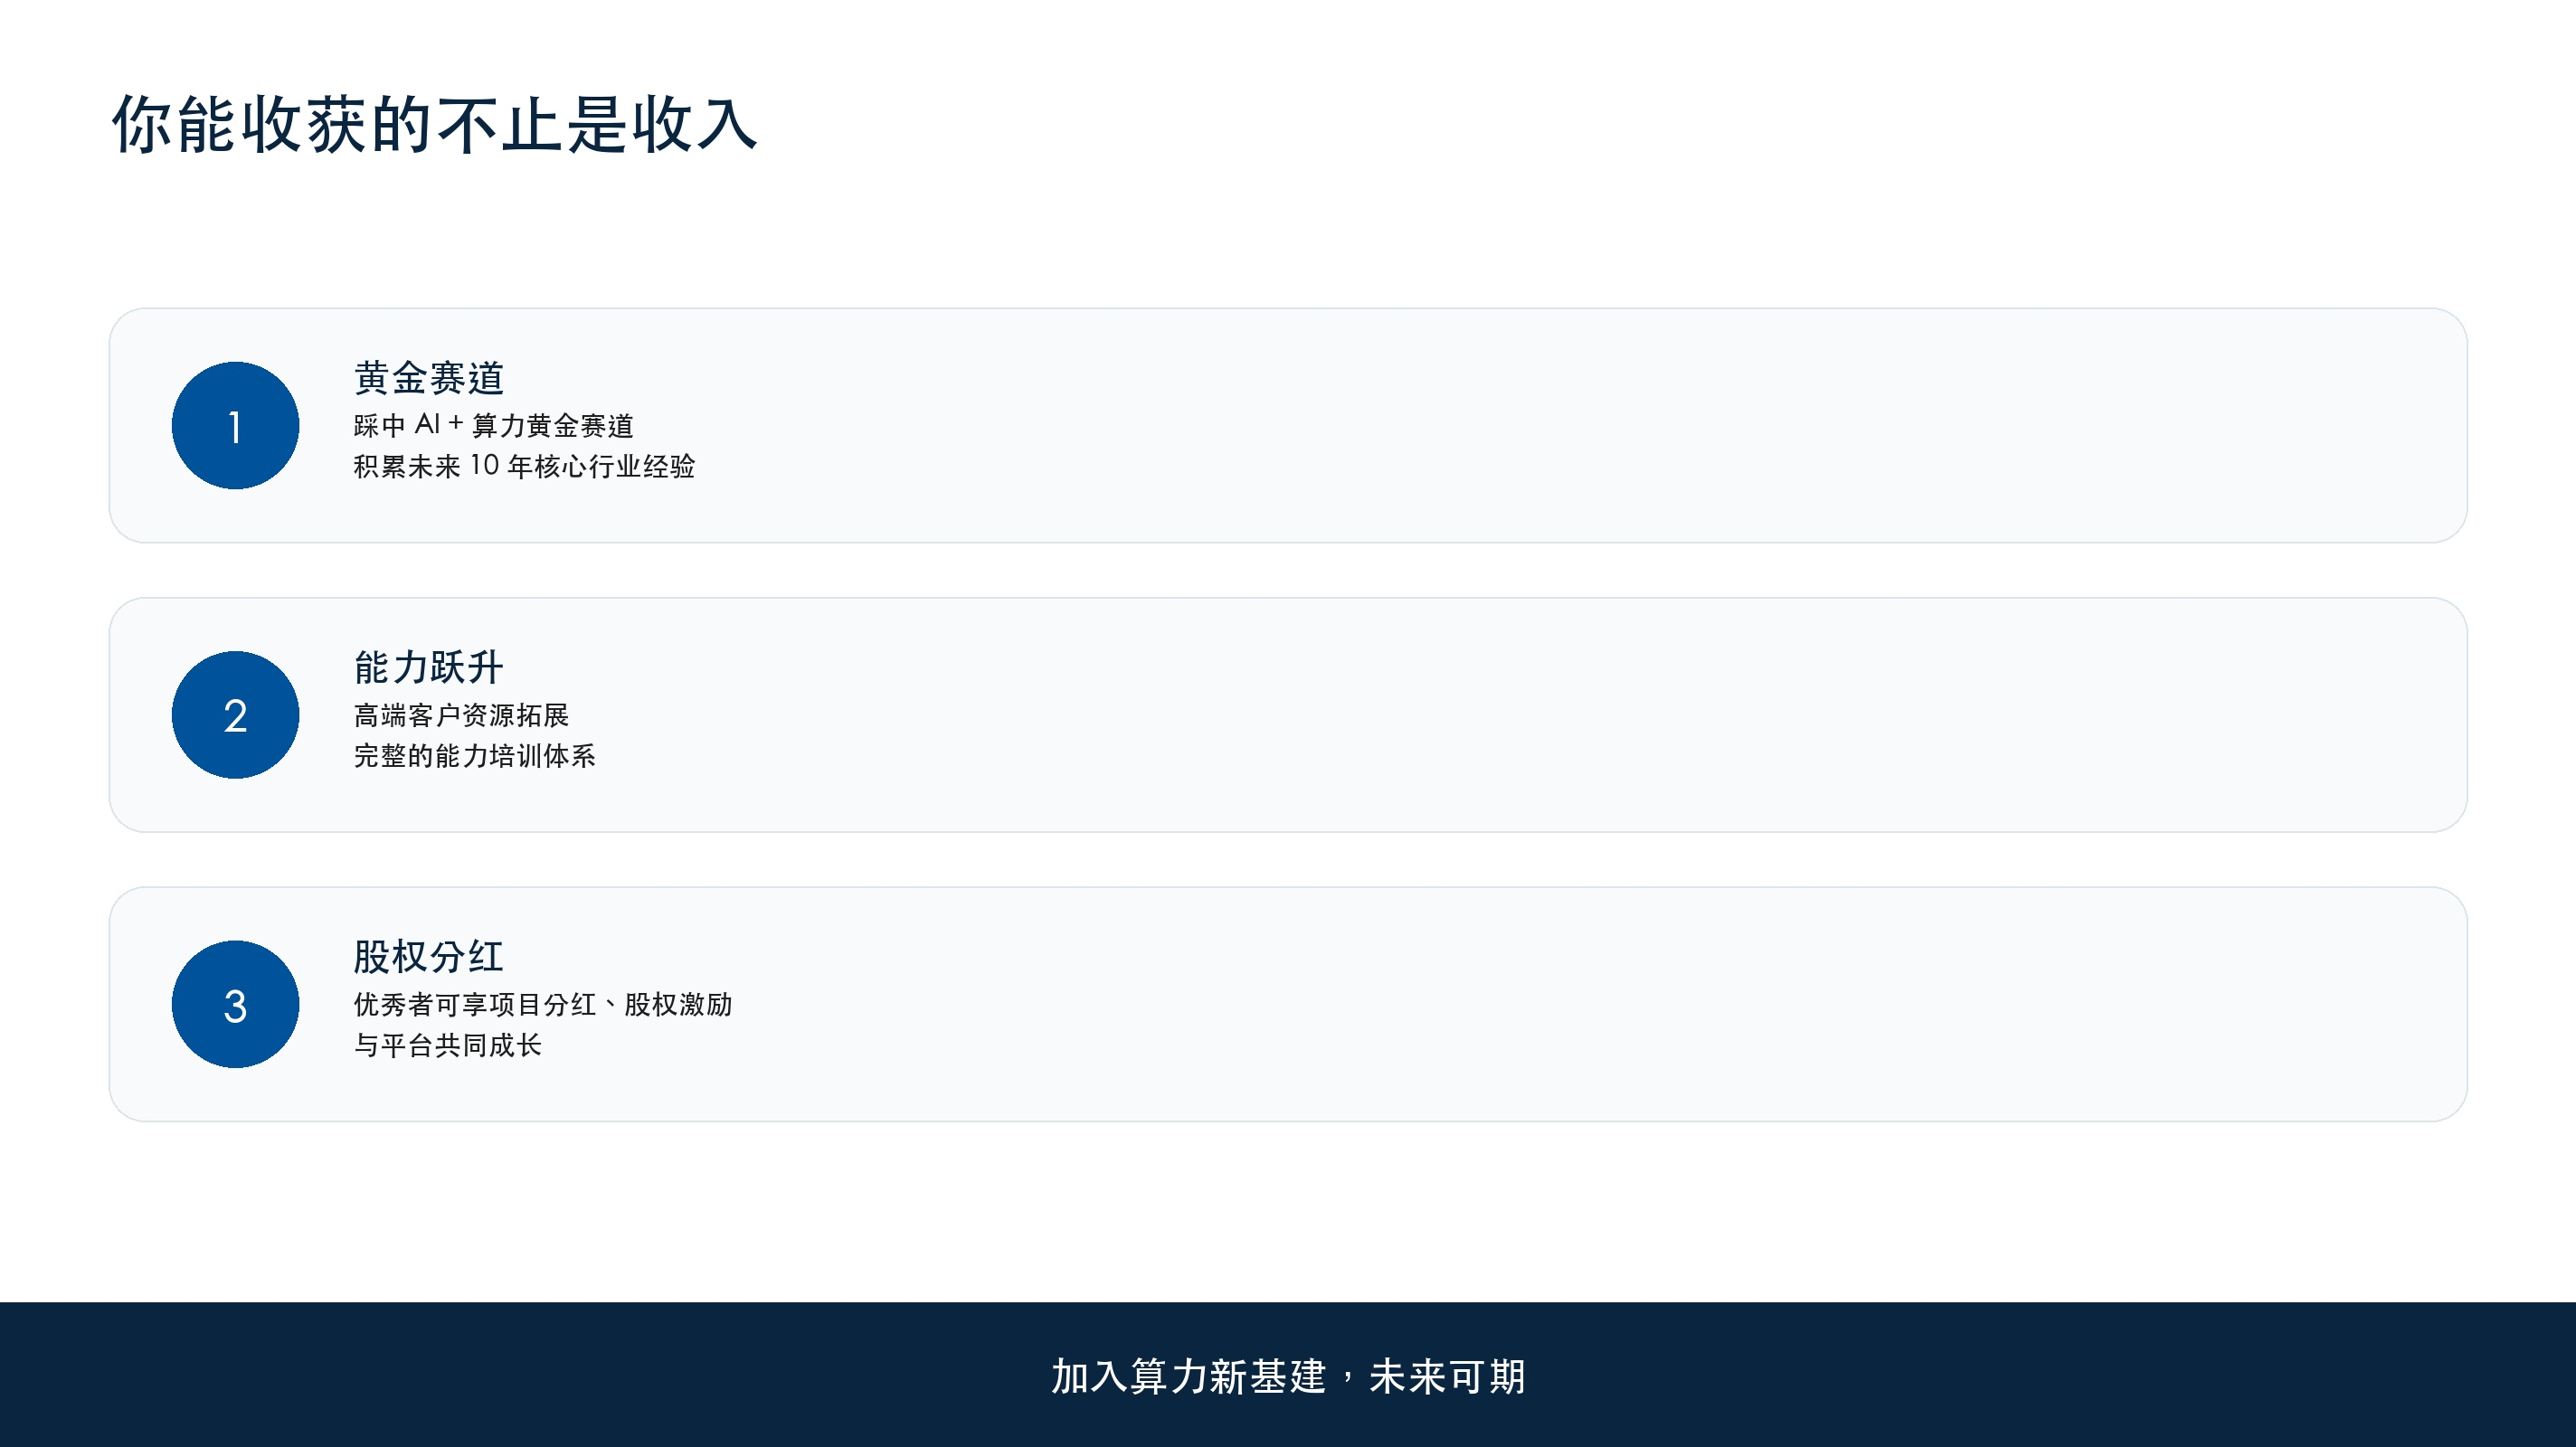 你能收获的不止是收入
1
黄金赛道
踩中 AI + 算力黄金赛道
积累未来 10 年核心行业经验
2
能力跃升
高端客户资源拓展
完整的能力培训体系
3
股权分红
优秀者可享项目分红、股权激励
与平台共同成长
加入算力新基建，未来可期